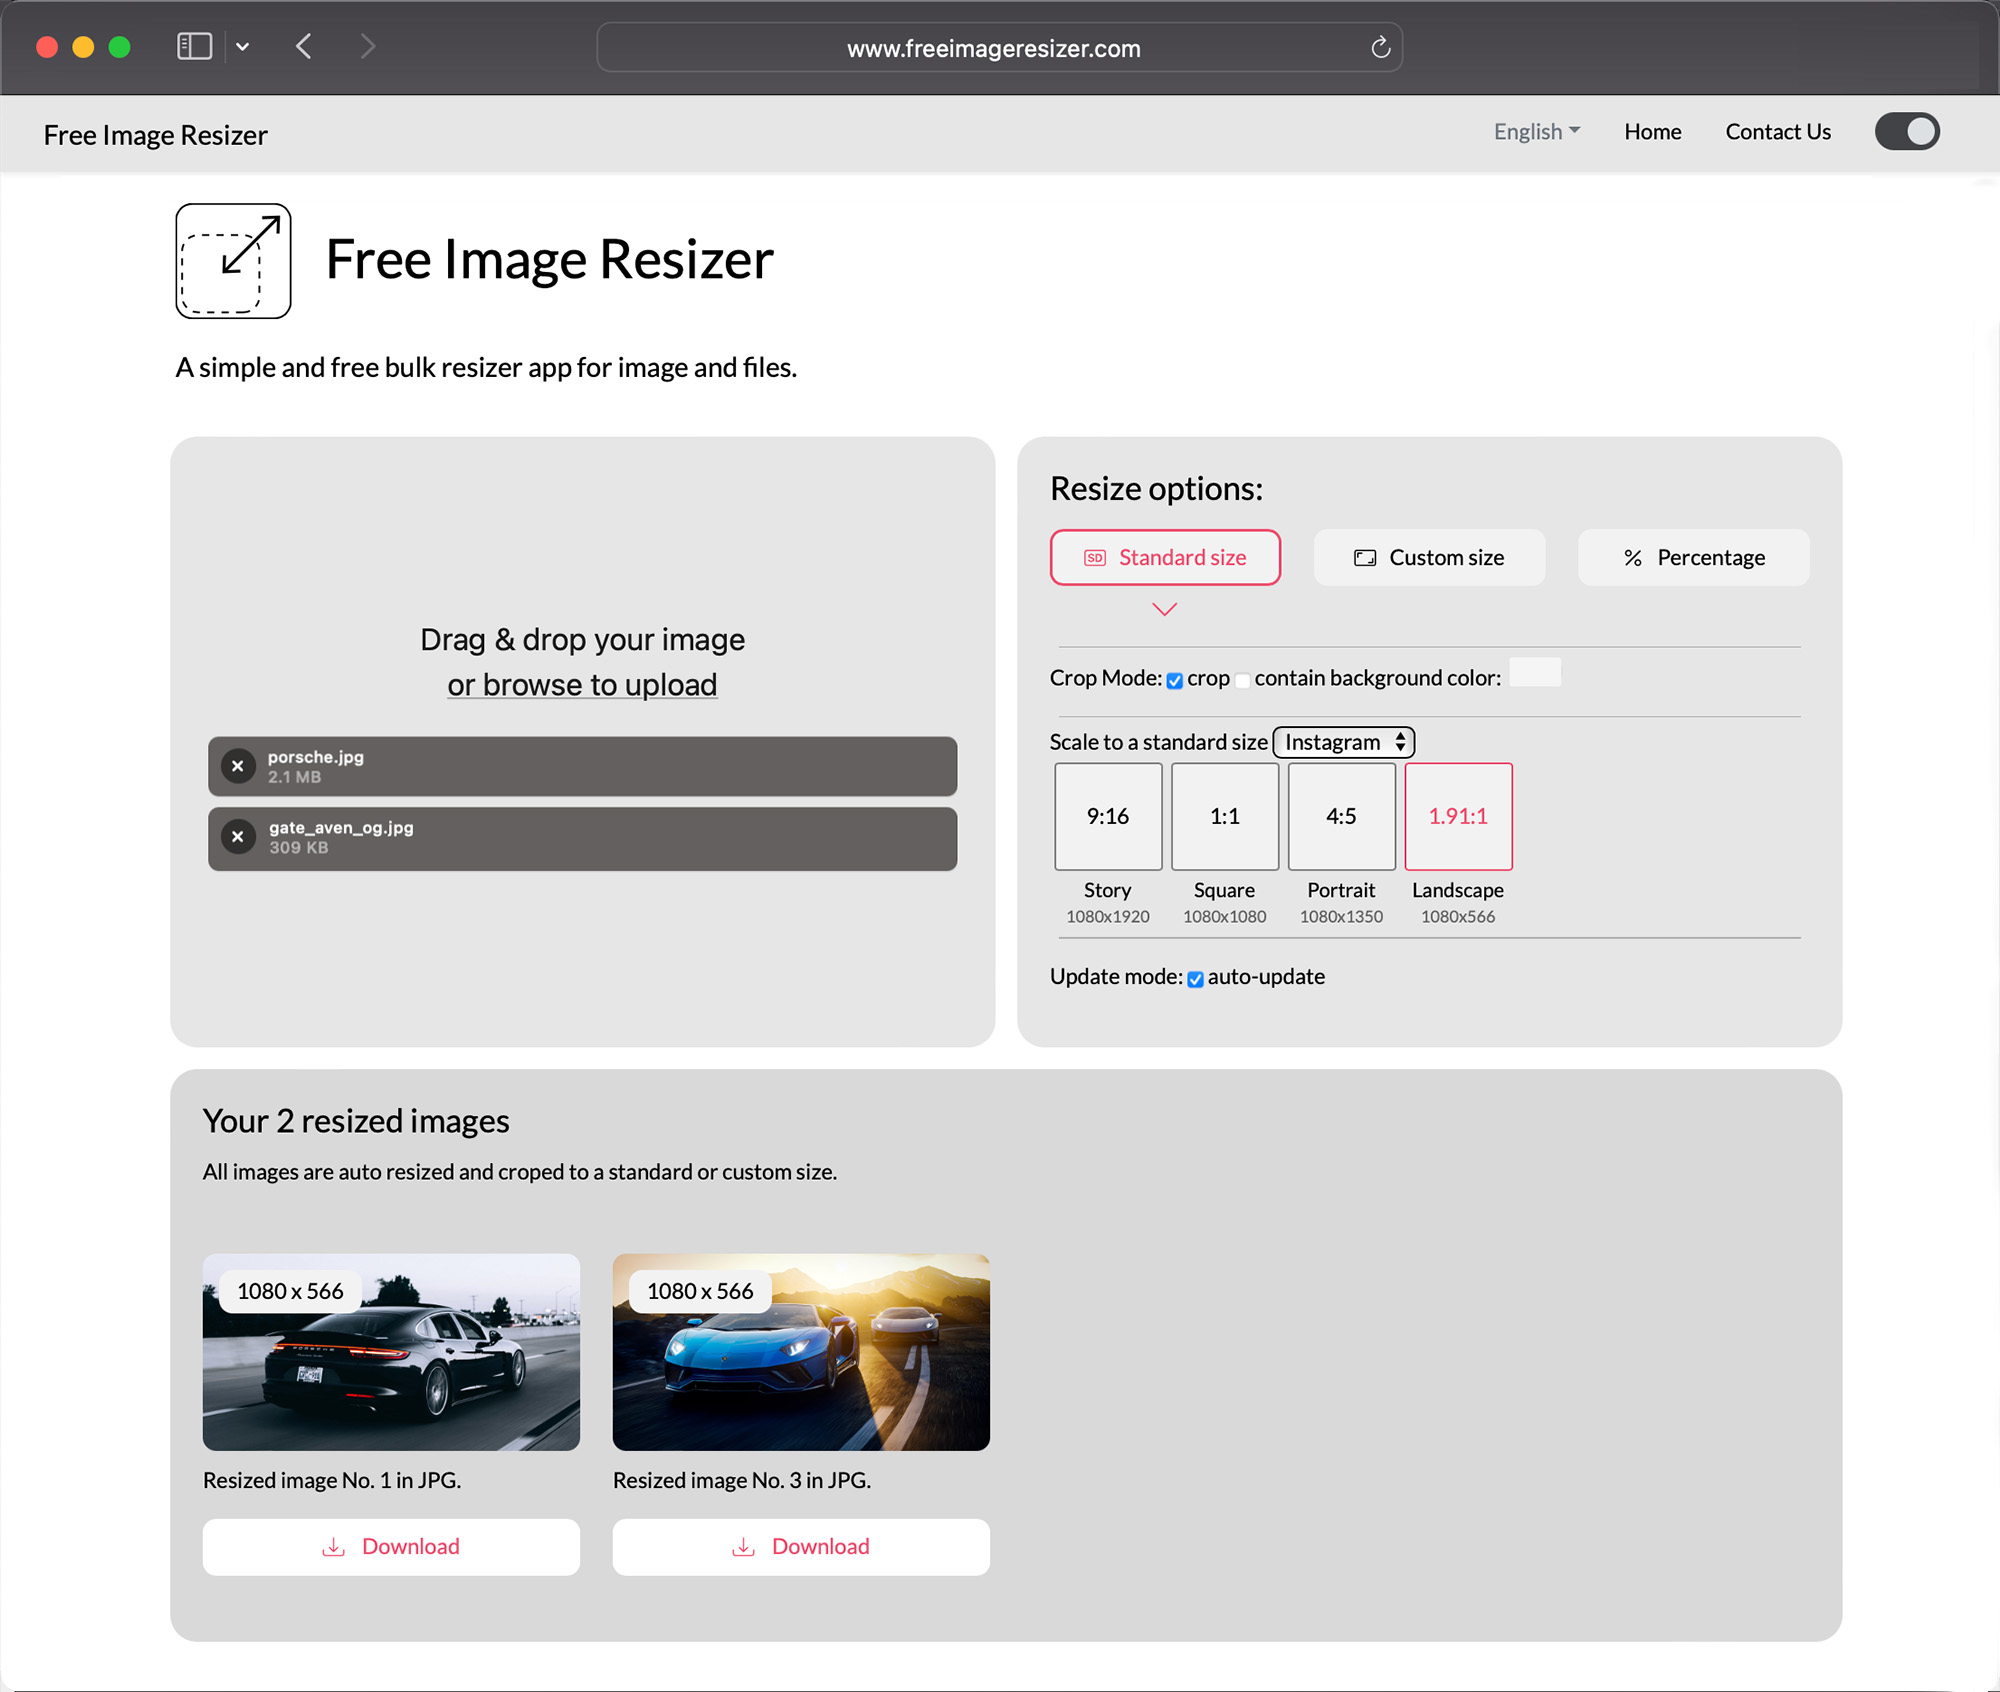 www.freeimageresizer.com
Free Image Resizer
English
Home
Contact Us
Free Image Resizer
A simple and free bulk resizer app for image and files.
Drag & drop your image
or browse to upload
porsche.jpg
2.1 MB
gate_aven_og.jpg
309 KB
Resize options:
SD Standard size
Custom size
% Percentage
Crop Mode: crop contain background color:
Scale to a standard size Instagram
9:16 1:1 4:5 1.91:1
Story Square Portrait Landscape
1080x1920 1080x1080 1080x1350 1080x566
Update mode: auto-update
Your 2 resized images
All images are auto resized and croped to a standard or custom size.
1080 x 566
PORSCHE
1080 x 566
Resized image No. 1 in JPG.
Resized image No. 3 in JPG.
Download
Download